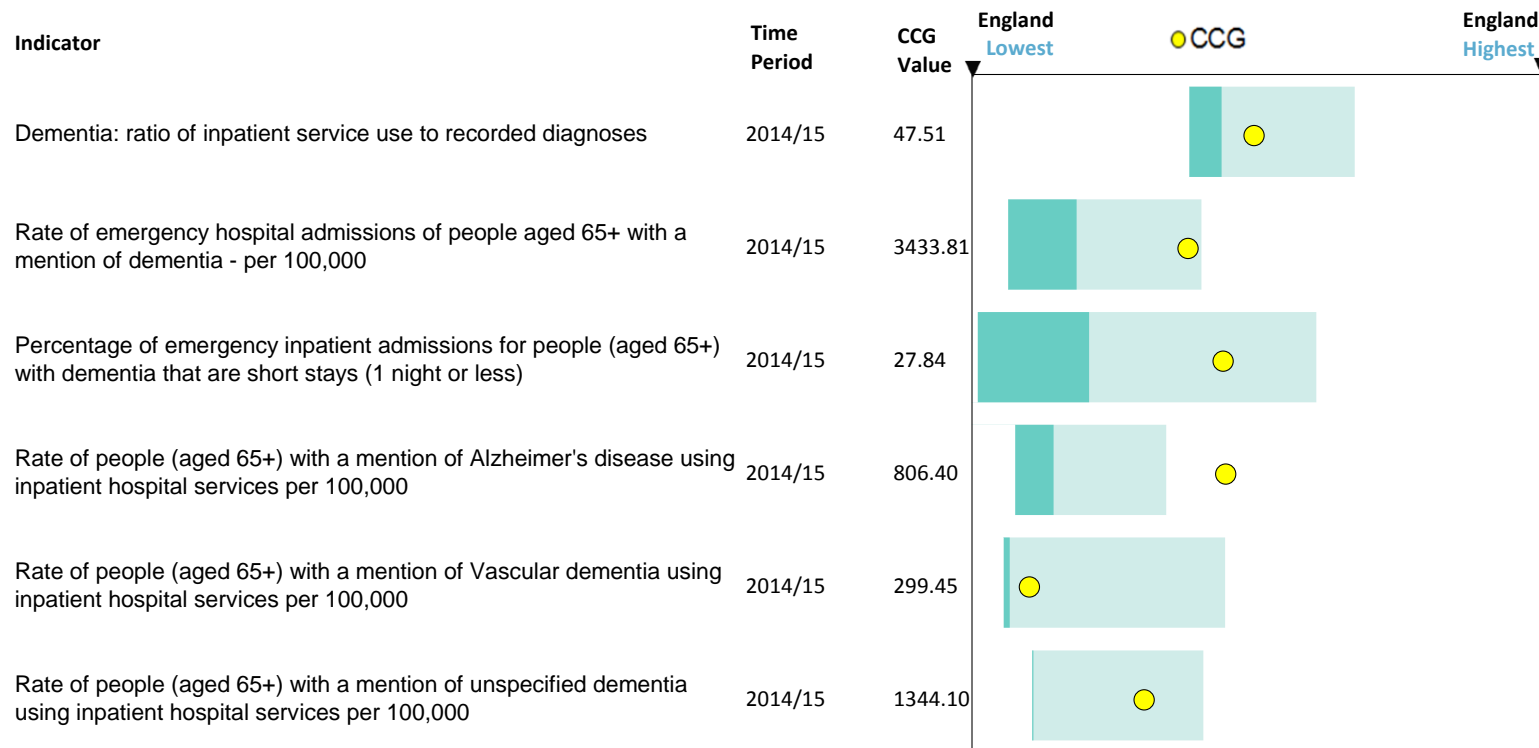 Indicator
Time
Period
CCG
Value
England
Lowest
CCG
England
Highest
Dementia: ratio of inpatient service use to recorded diagnoses
2014/15
47.51
Rate of emergency hospital admissions of people aged 65+ with a
mention of dementia - per 100,000
2014/15
3433.81
Percentage of emergency inpatient admissions for people (aged 65+)
with dementia that are short stays (1 night or less)
2014/15
27.84
Rate of people (aged 65+) with a mention of Alzheimer's disease using
inpatient hospital services per 100,000
2014/15
806.40
Rate of people (aged 65+) with a mention of Vascular dementia using
inpatient hospital services per 100,000
2014/15
299.45
Rate of people (aged 65+) with a mention of unspecified dementia
using inpatient hospital services per 100,000
2014/15
1344.10